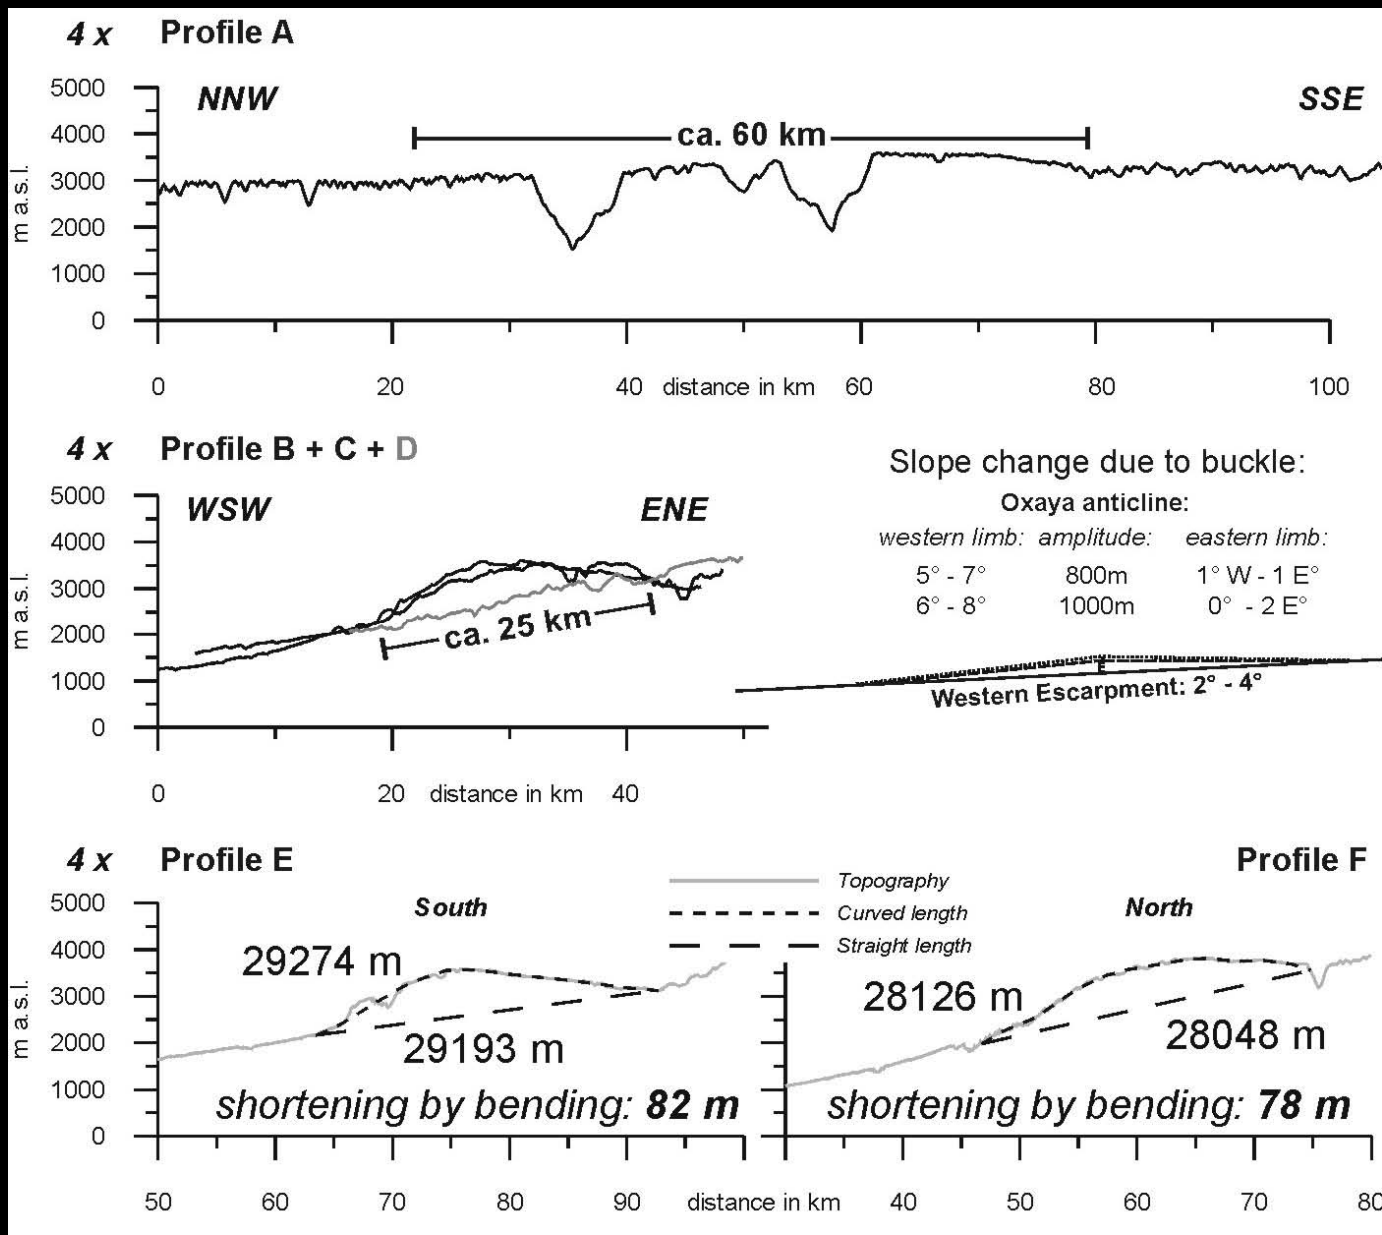 4 x Profile A
NNW SSE
ca. 60 km
5000
4000
3000
2000
1000
0
m a.s.l.
0 20 40 distance in km 60 80 100
4 x Profile B + C + D
WSW ENE
5000
4000
3000
2000
1000
0
m a.s.l.
ca. 25 km
0 20 distance in km 40
Slope change due to buckle:
Oxaya anticline:
western limb: amplitude: eastern limb:
5° - 7° 800m 1° W - 1 E°
6° - 8° 1000m 0° - 2 E°
Western Escarpment: 2° - 4°
4 x Profile E
Profile F
Topography
Curved length
Straight length
South
North
5000
4000
3000
2000
1000
0
m a.s.l.
29274 m
29193 m
shortening by bending: 82 m
28126 m
28048 m
shortening by bending: 78 m
50 60 70 80 90 distance in km 40 50 60 70 80